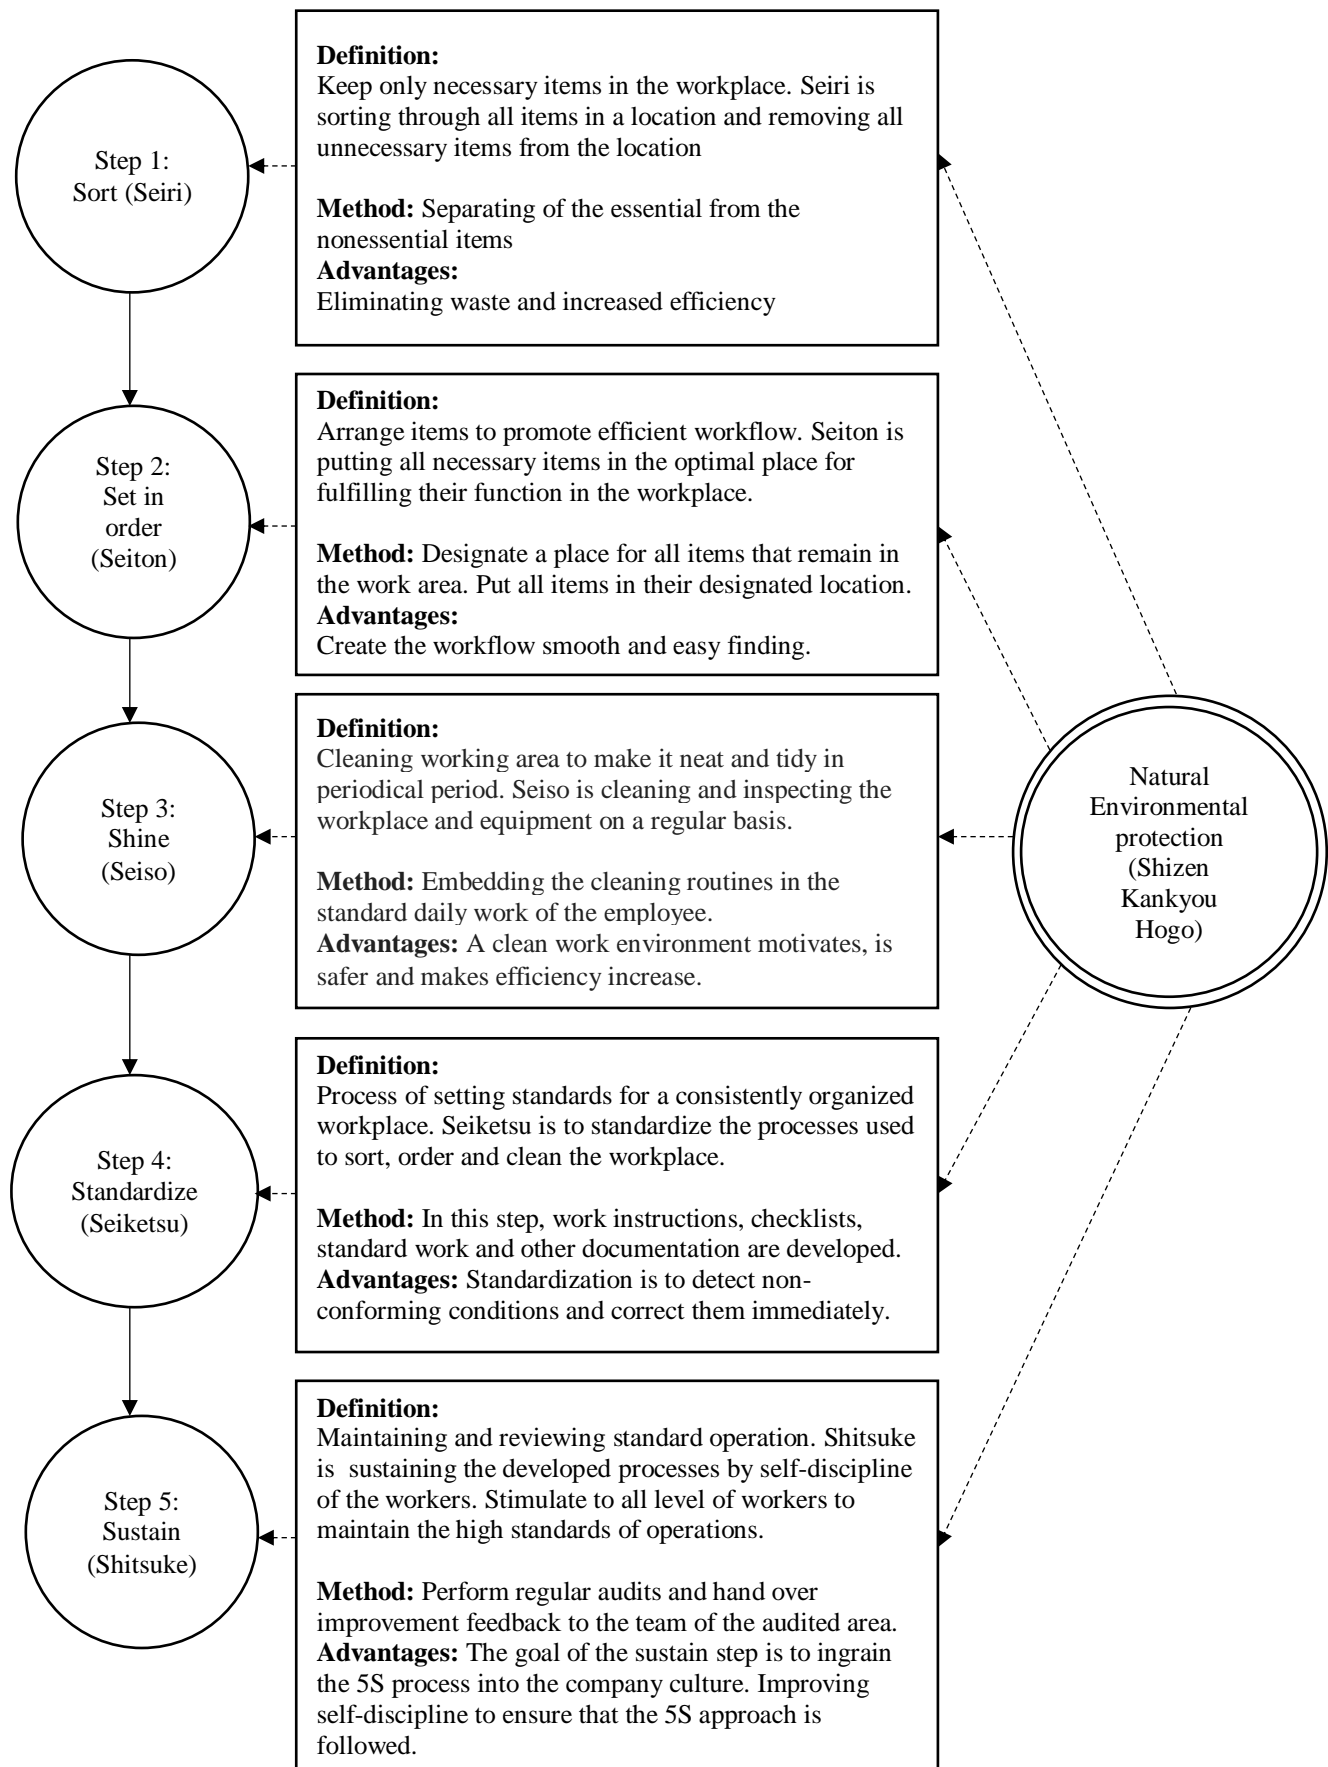 Step 1:
Sort (Seiri)
Definition:
Keep only necessary items in the workplace. Seiri is
sorting through all items in a location and removing all
unnecessary items from the location
Method: Separating of the essential from the
nonessential items
Advantages:
Eliminating waste and increased efficiency
Step 2:
Set in
order
(Seiton)
Definition:
Arrange items to promote efficient workflow. Seiton is
putting all necessary items in the optimal place for
fulfilling their function in the workplace.
Method: Designate a place for all items that remain in
the work area. Put all items in their designated location.
Advantages:
Create the workflow smooth and easy finding.
Step 3:
Shine
(Seiso)
Definition:
Cleaning working area to make it neat and tidy in
periodical period. Seiso is cleaning and inspecting the
workplace and equipment on a regular basis.
Method: Embedding the cleaning routines in the
standard daily work of the employee.
Advantages: A clean work environment motivates, is
safer and makes efficiency increase.
Step 4:
Standardize
(Seiketsu)
Definition:
Process of setting standards for a consistently organized
workplace. Seiketsu is to standardize the processes used
to sort, order and clean the workplace.
Method: In this step, work instructions, checklists,
standard work and other documentation are developed.
Advantages: Standardization is to detect non-
conforming conditions and correct them immediately.
Step 5:
Sustain
(Shitsuke)
Definition:
Maintaining and reviewing standard operation. Shitsuke
is sustaining the developed processes by self-discipline
of the workers. Stimulate to all level of workers to
maintain the high standards of operations.
Method: Perform regular audits and hand over
improvement feedback to the team of the audited area.
Advantages: The goal of the sustain step is to ingrain
the 5S process into the company culture. Improving
self-discipline to ensure that the 5S approach is
followed.
Natural
Environmental
protection
(Shizen
Kankyou
Hogo)